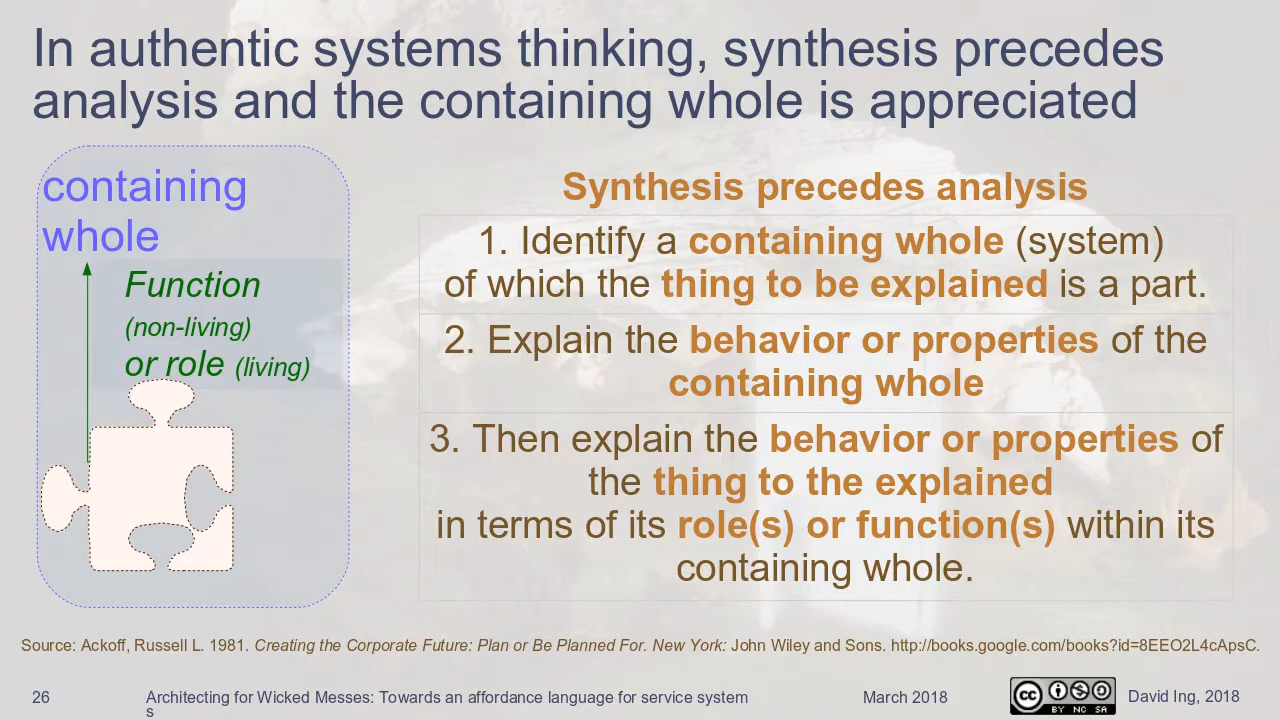 In authentic systems thinking, synthesis precedes
analysis and the containing whole is appreciated
containing
whole
Function
(non-living)
or role (living)
Synthesis precedes analysis
1. Identify a containing whole (system)
of which the thing to be explained is a part.
2. Explain the behavior or properties of the
containing whole
3. Then explain the behavior or properties of
the thing to the explained
in terms of its role(s) or function(s) within its
containing whole.
Source: Ackoff, Russell L. 1981. Creating the Corporate Future: Plan or Be Planned For. New York: John Wiley and Sons. http://books.google.com/books?id=8EEO2L4cApsC.
26
Architecting for Wicked Messes: Towards an affordance language for service system
s
March 2018
cc
BY NC SA
David Ing, 2018